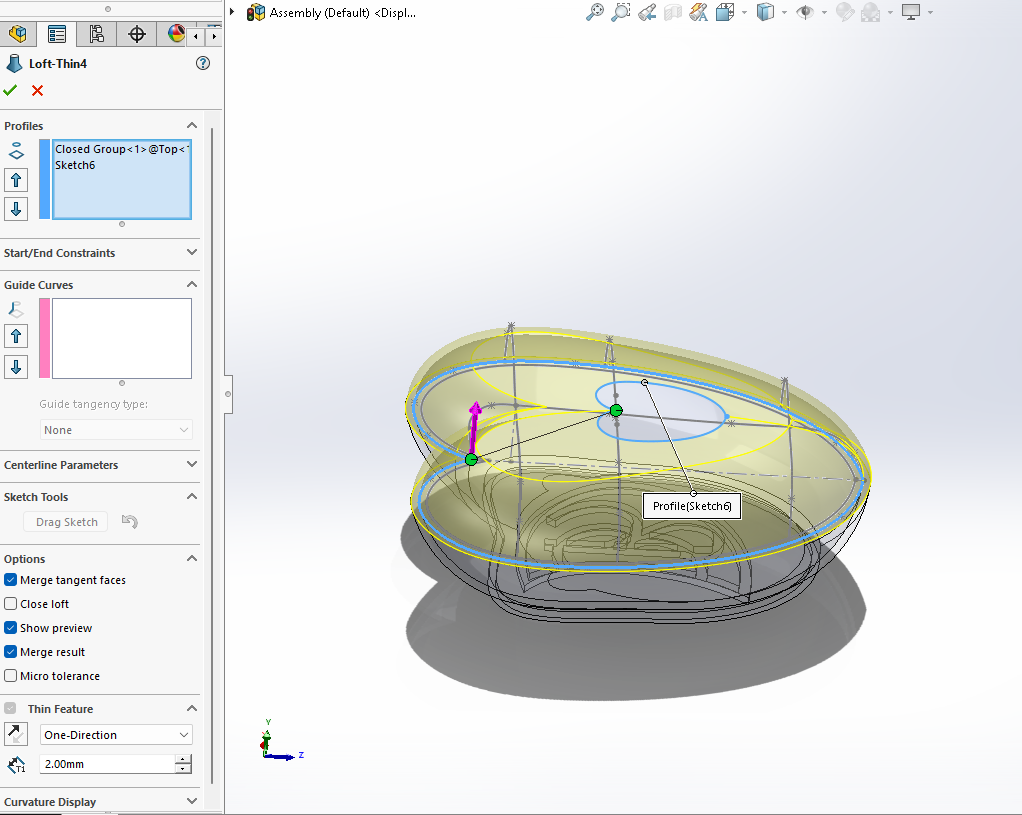 Assembly (Default) <Displ...
Loft-Thin4
Profiles
Closed Group<1>@Top<1
Sketch6
Start/End Constraints
Guide Curves
Guide tangency type:
None
Centerline Parameters
Sketch Tools
Drag Sketch
Options
Merge tangent faces
Close loft
Show preview
Merge result
Micro tolerance
Thin Feature
One-Direction
T1
2.00mm
Curvature Display
Profile(Sketch6)
Y
Z